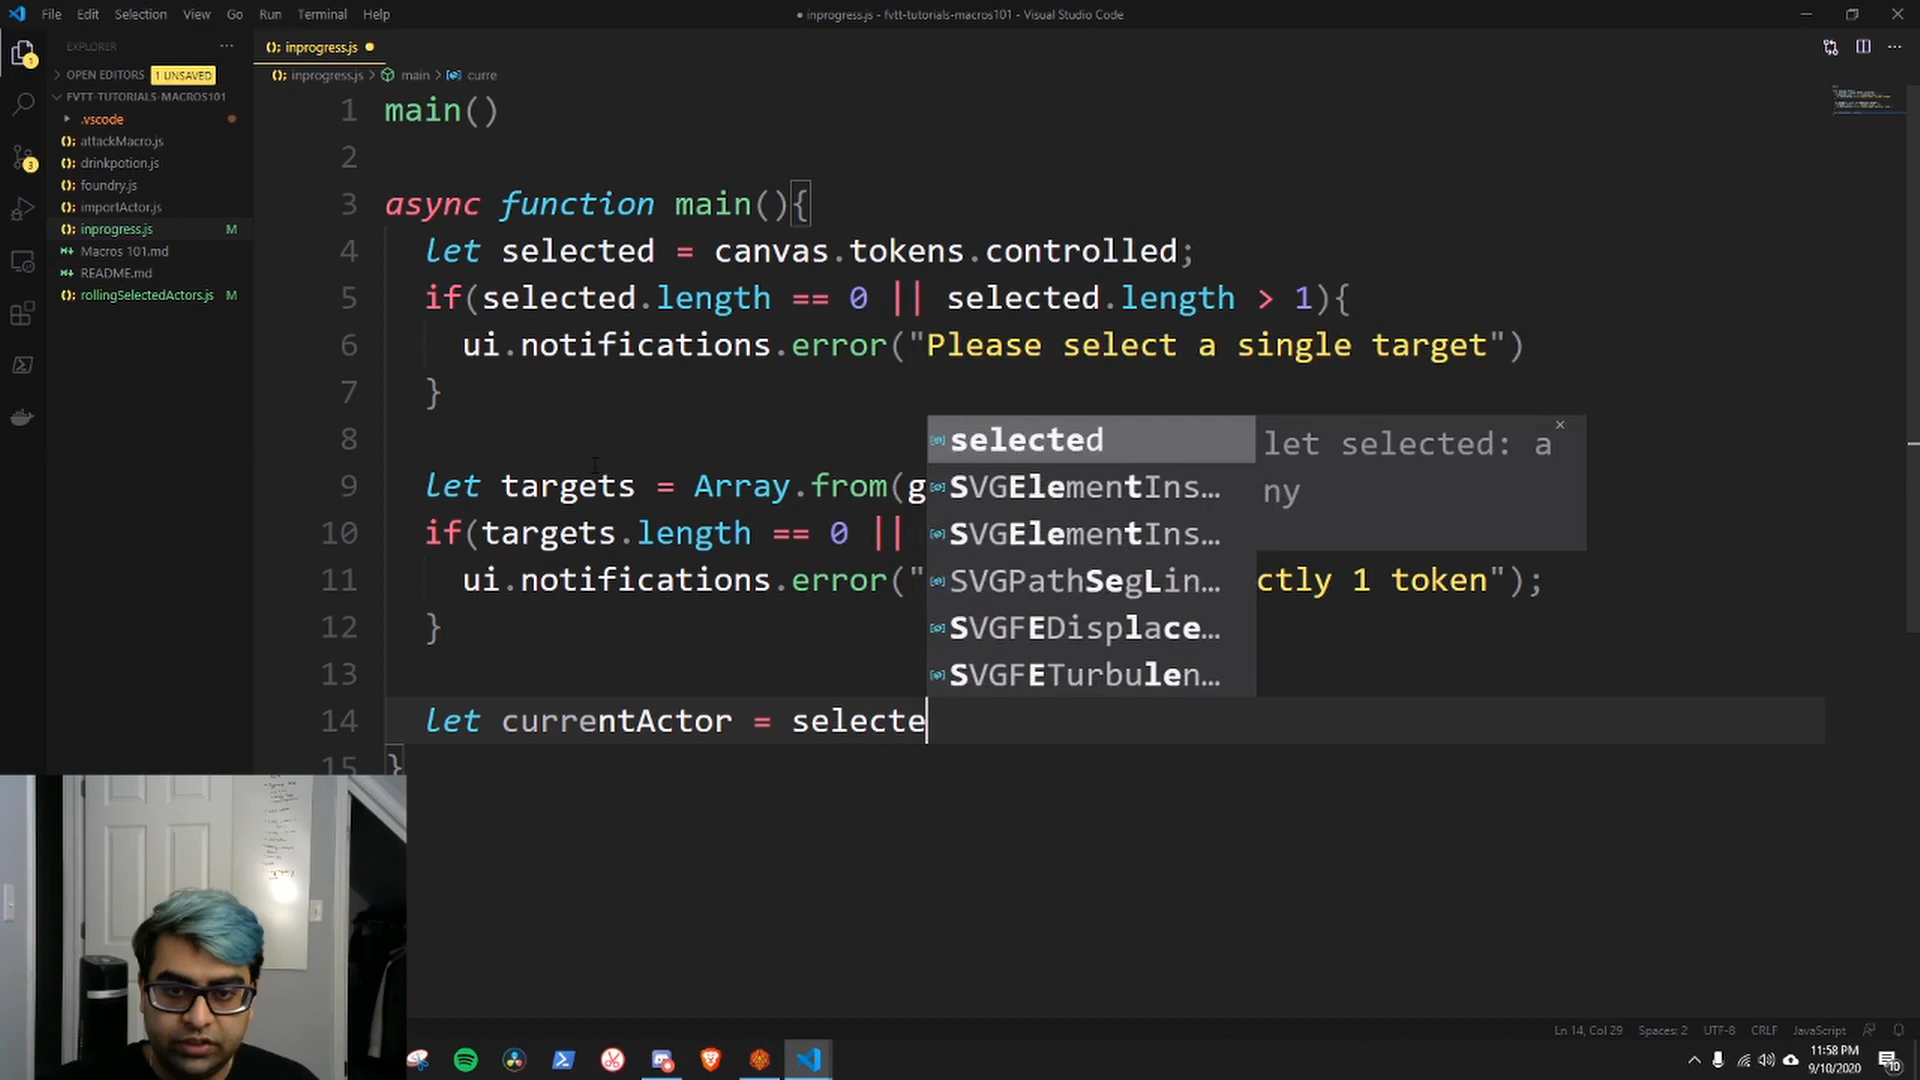 File Edit Selection View Go Run Terminal Help
● inprogress.js - fvtt-tutorials-macros101 - Visual Studio Code
EXPLORER
OPEN EDITORS 1 UNSAVED
FVTT-TUTORIALS-MACROS101
.vscode
attackMacro.js
drinkpotion.js
foundry.js
importActor.js
inprogress.js M
Macros 101.md
README.md
rollingSelectedActors.js M
1
3
inprogress.js
inprogress.js > main > curre
1 main()
2
3 async function main(){
4 let selected = canvas.tokens.controlled;
5 if(selected.length == 0 || selected.length > 1){
6 ui.notifications.error("Please select a single target")
7 }
8
9 let targets = Array.from(g
10 if(targets.length == 0 ||
11 ui.notifications.error(" ctly 1 token");
12 }
13
14 let currentActor = selecte
15 }
selected
let selected: a
ny
SVGElementIns...
SVGElementIns...
SVGPathSegLin...
SVGFEDisplace...
SVGFETurbulen...
Ln 14, Col 29 Spaces: 2 UTF-8 CRLF JavaScript
11:58 PM
9/10/2020
10